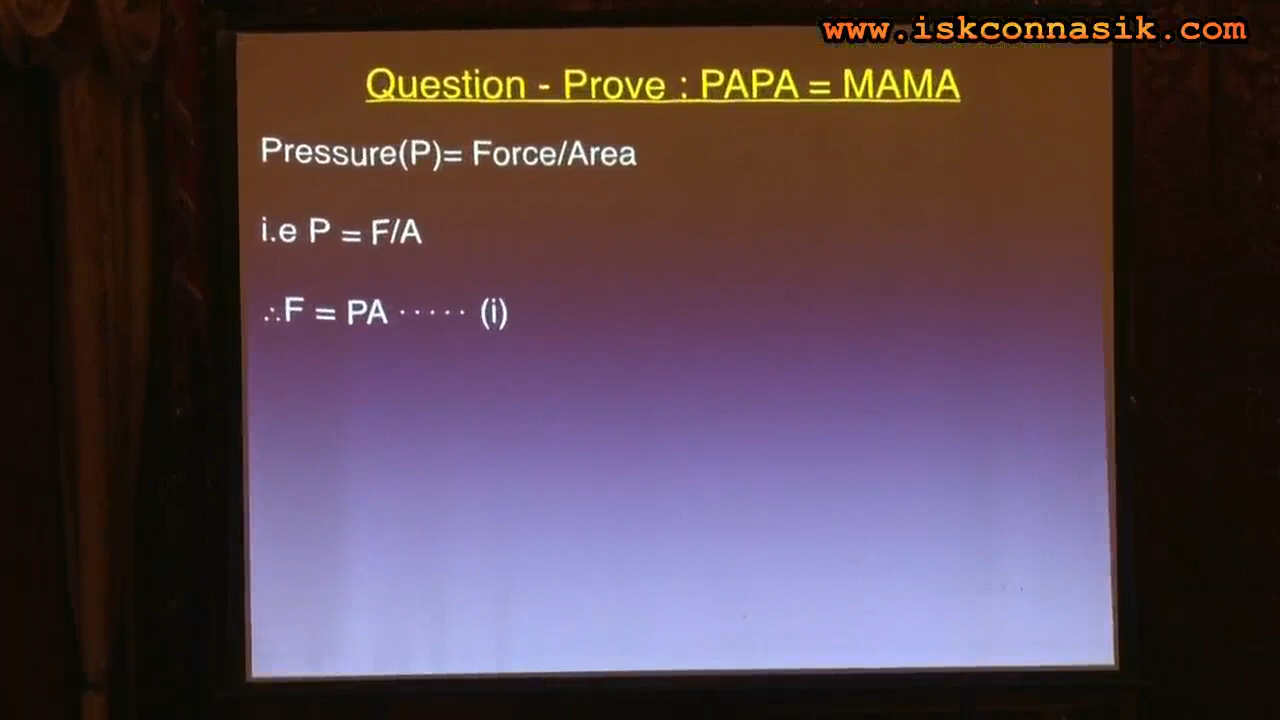 www.iskconnasik.com
Question - Prove : PAPA = MAMA
Pressure(P)= Force/Area
i.e P = F/A
∴F = PA ····· (i)